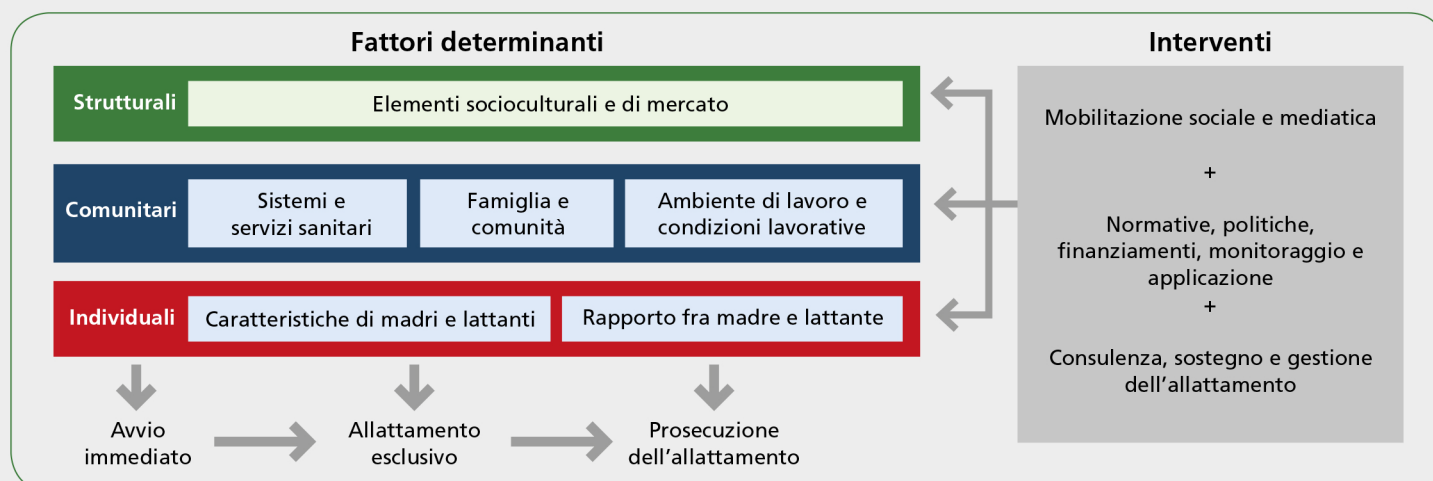 Fattori determinanti
Strutturali
Elementi socioculturali e di mercato
Comunitari
Sistemi e
servizi sanitari
Famiglia e
comunità
Ambiente di lavoro e
condizioni lavorative
Individuali
Caratteristiche di madri e lattanti
Rapporto fra madre e lattante
Avvio
immediato
Allattamento
esclusivo
Prosecuzione
dell’allattamento
Interventi
Mobilitazione sociale e mediatica
+
Normative, politiche,
finanziamenti, monitoraggio e
applicazione
+
Consulenza, sostegno e gestione
dell’allattamento